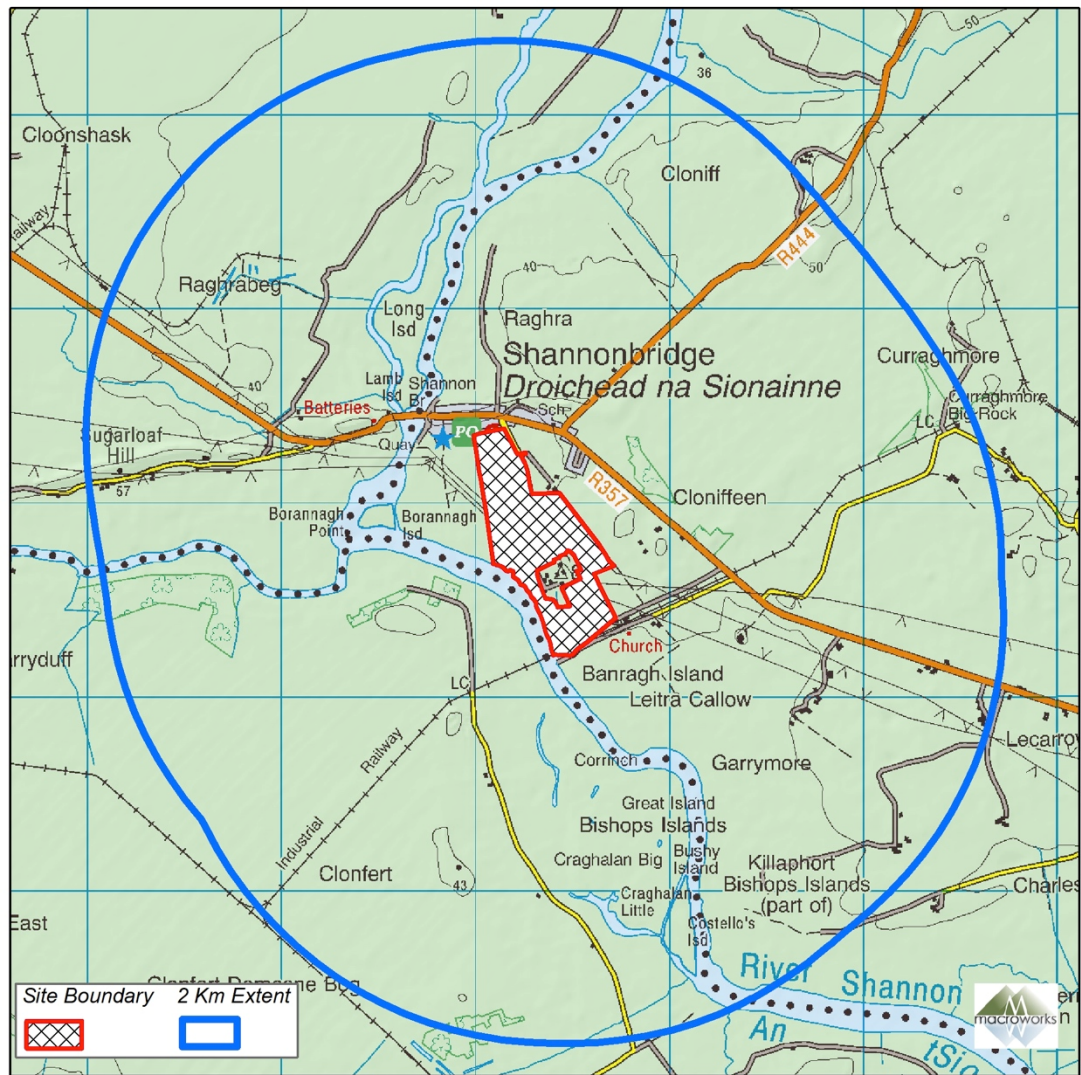 50
36
Cloonshask
Cloniff
Railway
R444
50
Raghrabeg
40
Long
Isd
Raghra
Curraghmore
Shannonbridge
Droichead na Sionainne
40
Lamb
Isd
Shannon
Br
Batteries
Sch
Curraghmore
Big Rock
LC
PO
Quay
Sugarloaf
Hill
57
R357
Cloniffeen
Borannagh
Point
Borannagh
Isd
Church
arryduff
Banragh Island
LC
Leitra Callow
Railway
Industrial
Corrinch
Garrymore
Lecarrow
Great Island
Bishops Islands
Craghalan Big
Bushy
Island
Killaphort
Bishops Islands
(part of)
Clonfert
43
Charles
Craghalan
Little
Costello's
Isd
East
River Shannon
An tSio
Clonfert Demesne Bog
Site Boundary
2 Km Extent
macroworks